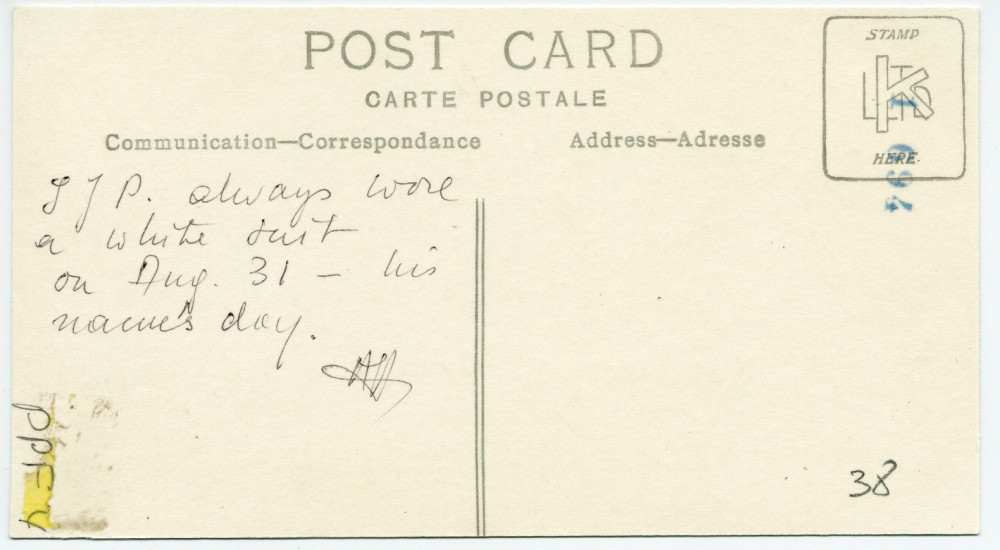 POST CARD
CARTE POSTALE
STAMP
HERE
Communication—Correspondance
Address—Adresse
J P. always wore
a white suit
on Aug. 31 – his
name's day.
38